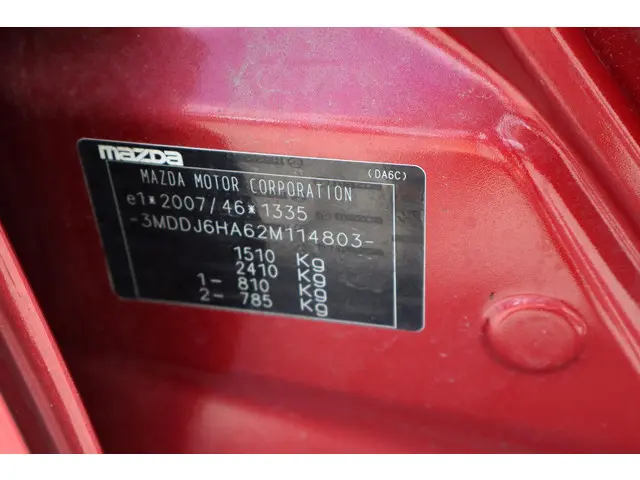 mazda
(DA6C)
MAZDA MOTOR CORPORATION
e1*2007/46*1335
-3MDDJ6HA62M114803-
1510 Kg
2410 Kg
1- 810 Kg
2- 785 Kg